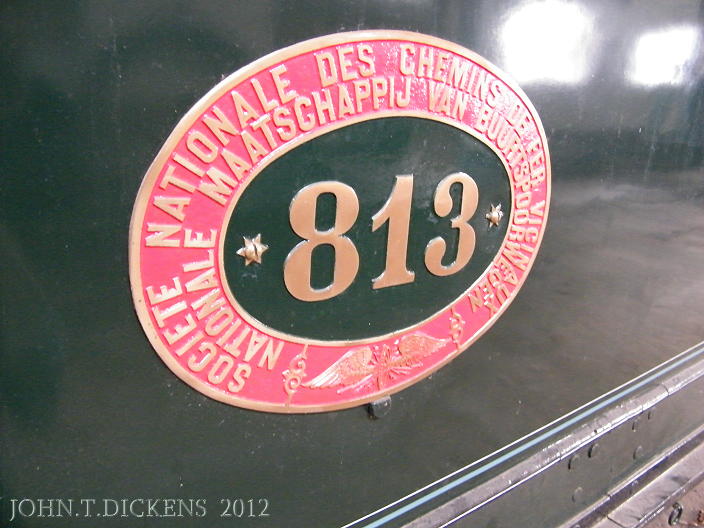 SOCIETE NATIONALE DES CHEMINS DE FER VICINAUX
NATIONALE MAATSCHAPPIJ VAN BUURTSPOORWEGEN
813
JOHN.T.DICKENS 2012